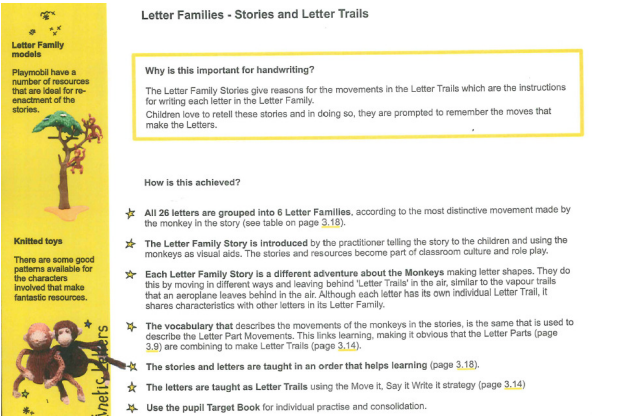 Letter Families - Stories and Letter Trails
Letter Family
models
Playmobil have a
number of resources
that are ideal for re-
enactment of the
stories.
Knitted toys
There are some good
patterns available for
the characters
involved that make
fantastic resources.
Why is this important for handwriting?
The Letter Family Stories give reasons for the movements in the Letter Trails which are the instructions
for writing each letter in the Letter Family.
Children love to retell these stories and in doing so, they are prompted to remember the moves that
make the Letters.
How is this achieved?
All 26 letters are grouped into 6 Letter Families, according to the most distinctive movement made by
the monkey in the story (see table on page 3.18).
The Letter Family Story is introduced by the practitioner telling the story to the children and using the
monkeys as visual aids. The stories and resources become part of classroom culture and role play.
Each Letter Family Story is a different adventure about the Monkeys making letter shapes. They do
this by moving in different ways and leaving behind 'Letter Trails' in the air, similar to the vapour trails
that an aeroplane leaves behind in the air. Although each letter has its own individual Letter Trail, it
shares characteristics with other letters in its Letter Family.
The vocabulary that describes the movements of the monkeys in the stories, is the same that is used to
describe the Letter Part Movements. This links learning, making it obvious that the Letter Parts (page
3.9) are combining to make Letter Trails (page 3.14).
The stories and letters are taught in an order that helps learning (page 3.18).
The letters are taught as Letter Trails using the Move it, Say it Write it strategy (page 3.14)
Use the pupil Target Book for individual practise and consolidation.